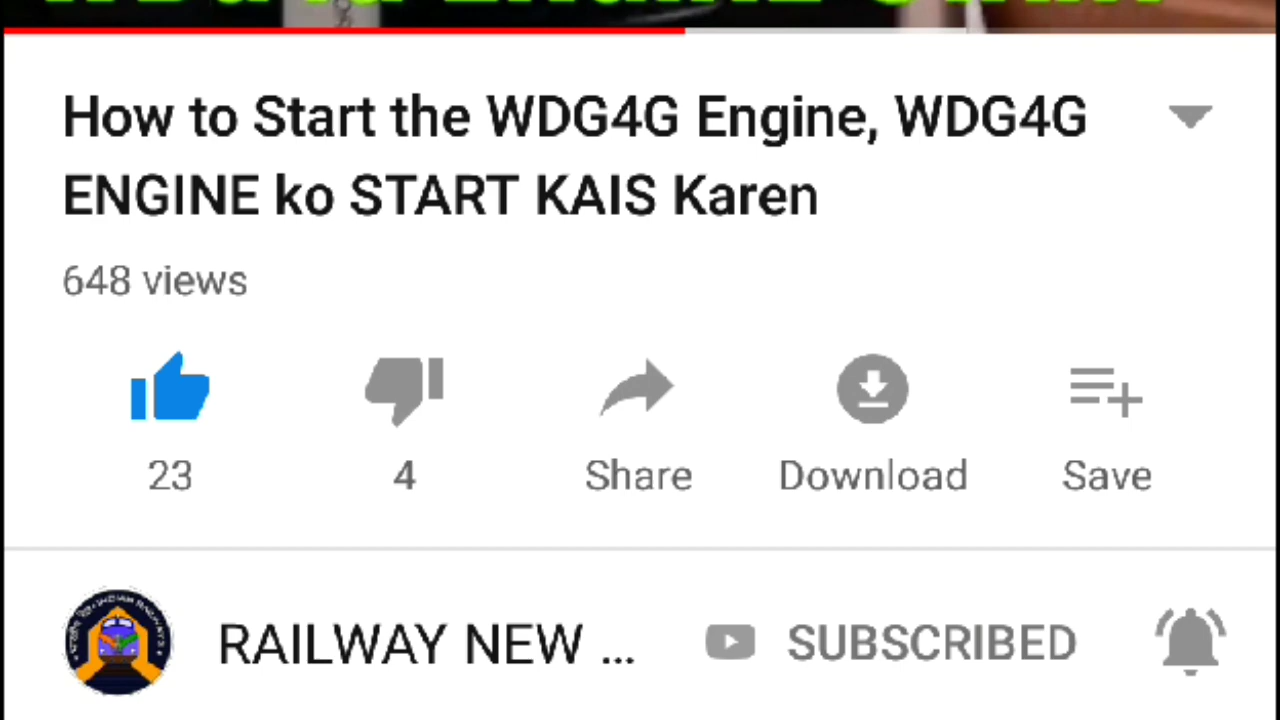 How to Start the WDG4G Engine, WDG4G
ENGINE ko START KAIS Karen
648 views
23
4
Share
Download
Save
RAILWAY NEW ...
SUBSCRIBED